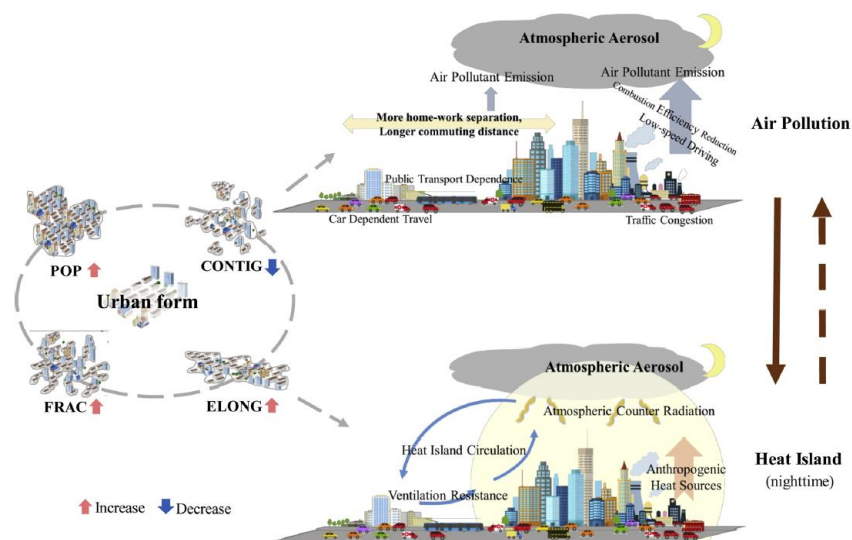 Atmospheric Aerosol
Air Pollutant Emission
Air Pollutant Emission
Combustion Efficiency Reduction
Low-speed Driving
More home-work separation,
Longer commuting distance
Public Transport Dependence
Car Dependent Travel
Traffic Congestion
Air Pollution
POP
CONTIG
Urban form
FRAC
ELONG
Atmospheric Aerosol
Atmospheric Counter Radiation
Heat Island Circulation
Ventilation Resistance
Anthropogenic
Heat Sources
Heat Island
(nighttime)
Increase
Decrease